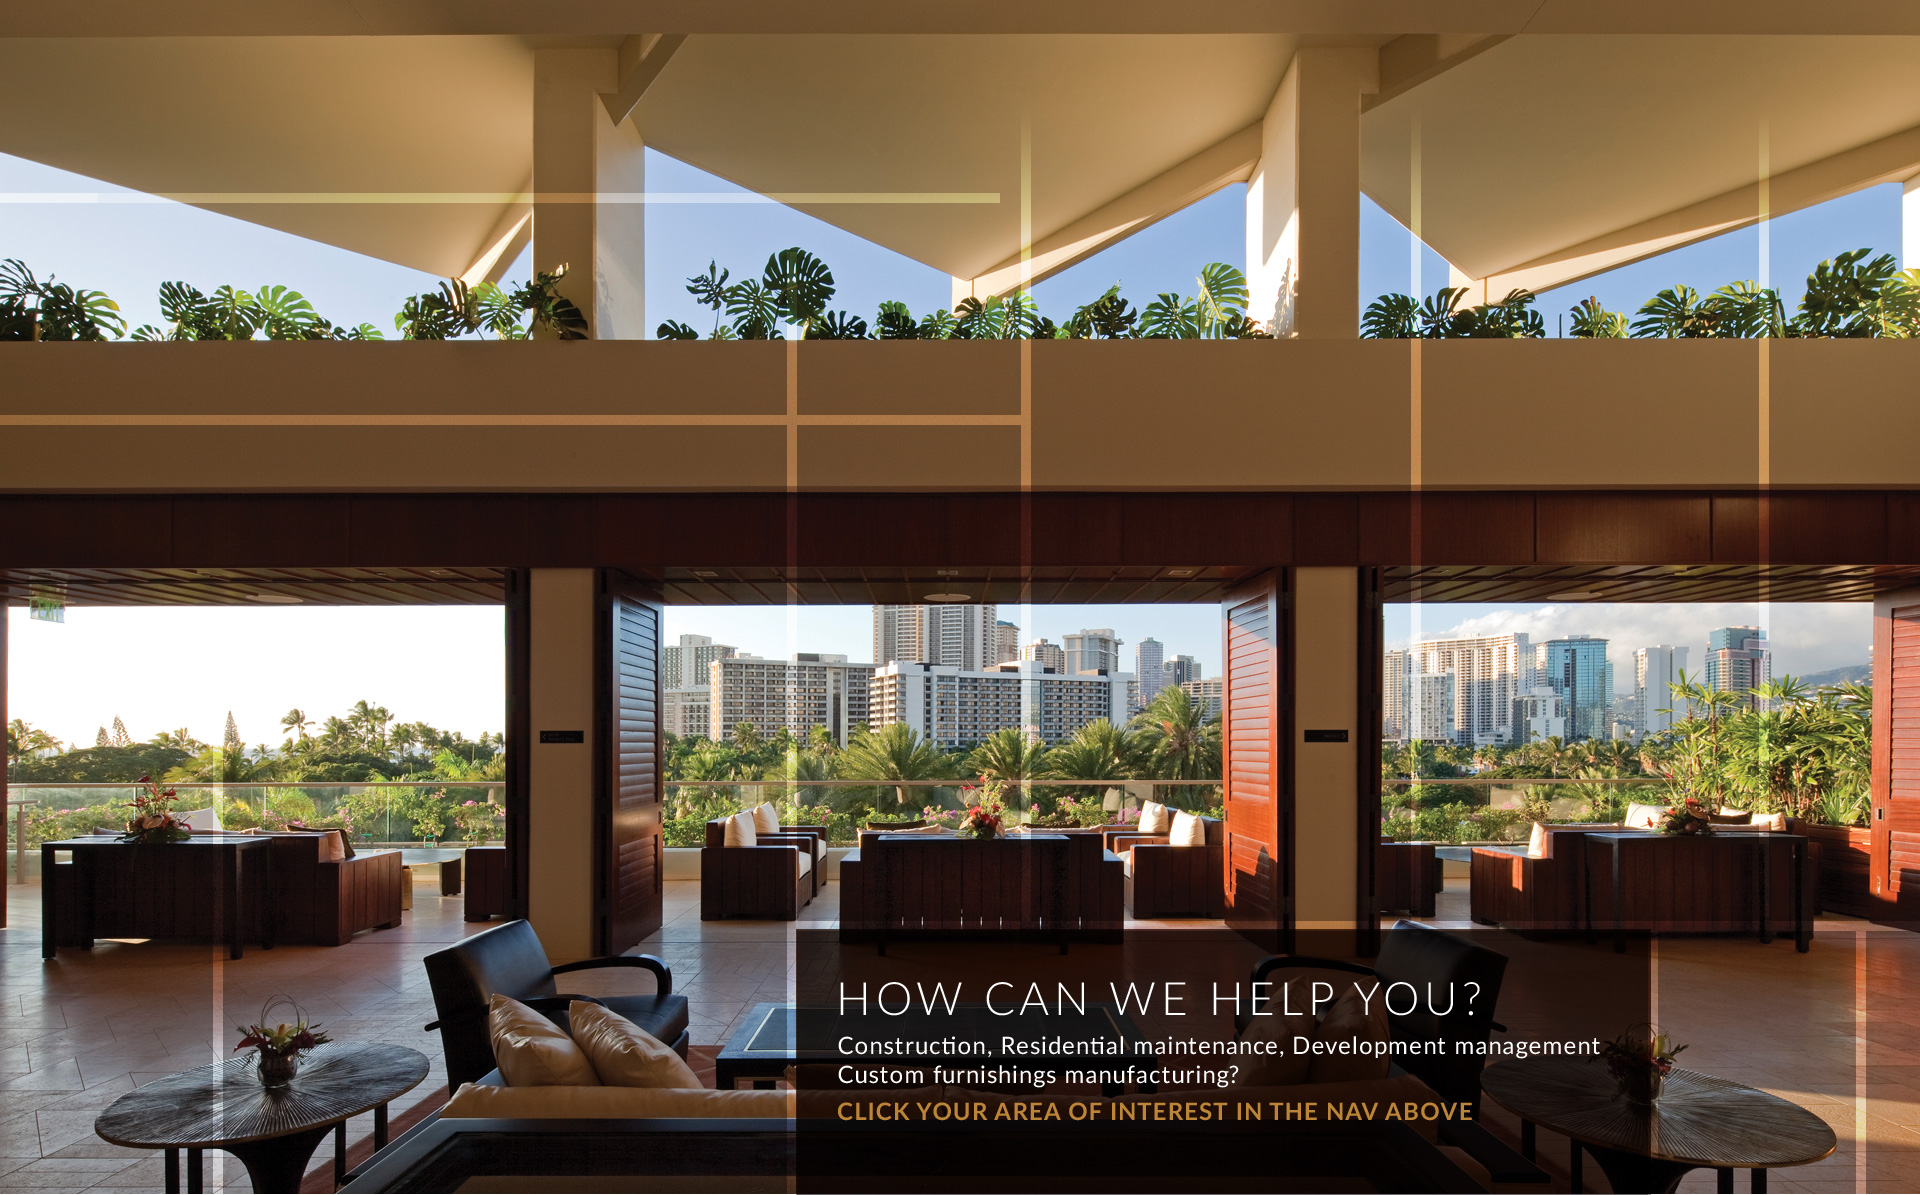 HOW CAN WE HELP YOU?
Construction, Residential maintenance, Development management
Custom furnishings manufacturing?
CLICK YOUR AREA OF INTEREST IN THE NAV ABOVE